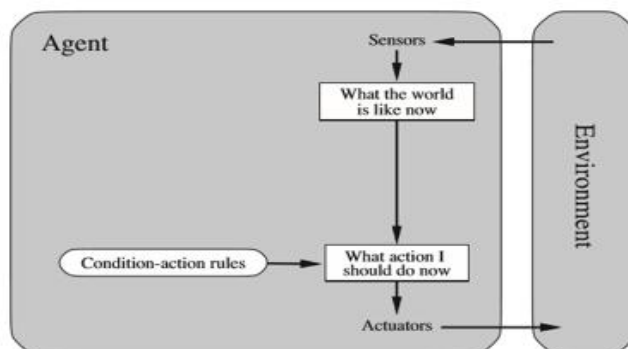 Agent
Sensors
What the world
is like now
Environment
Condition-action rules
What action I
should do now
Actuators